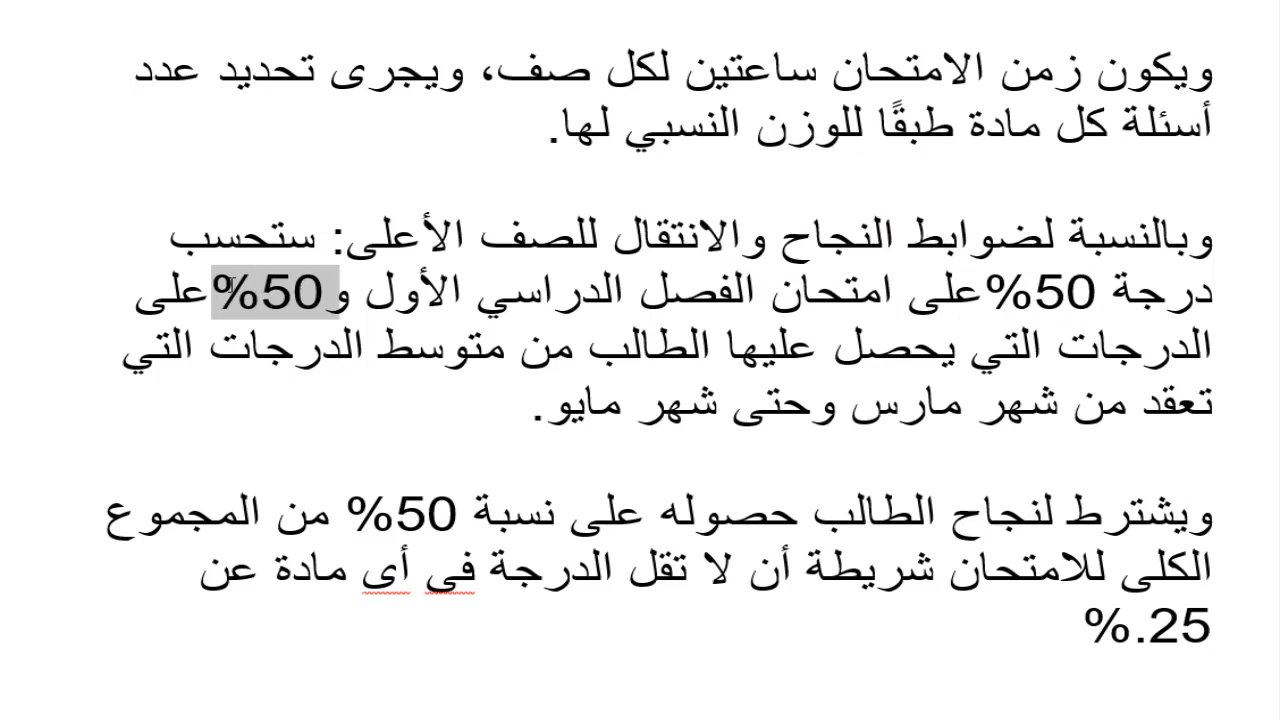 ويكون زمن الامتحان ساعتين لكل صف، ويجرى تحديد عدد
أسئلة كل مادة طبقًا للوزن النسبي لها.
وبالنسبة لضوابط النجاح والانتقال للصف الأعلى: ستحسب
درجة 50%على امتحان الفصل الدراسي الأول و50%على
الدرجات التي يحصل عليها الطالب من متوسط الدرجات التي
تعقد من شهر مارس وحتى شهر مايو.
ويشترط لنجاح الطالب حصوله على نسبة 50% من المجموع
الكلى للامتحان شريطة أن لا تقل الدرجة فى أى مادة عن
25.%